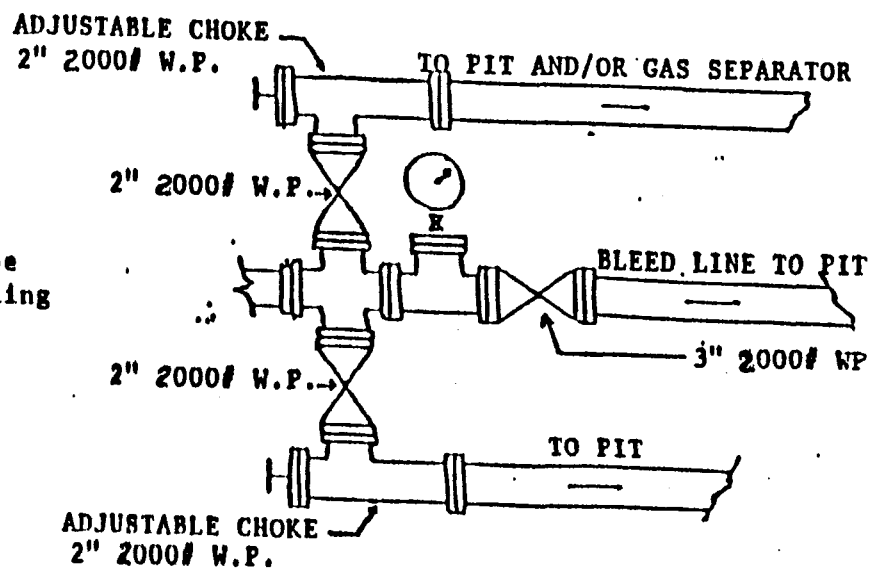 ADJUSTABLE CHOKE
2" 2000# W.P.
TO PIT AND/OR GAS SEPARATOR
2" 2000# W.P.
BLEED LINE TO PIT
ing
3" 2000# WP
2" 2000# W.P.
TO PIT
ADJUSTABLE CHOKE
2" 2000# W.P.